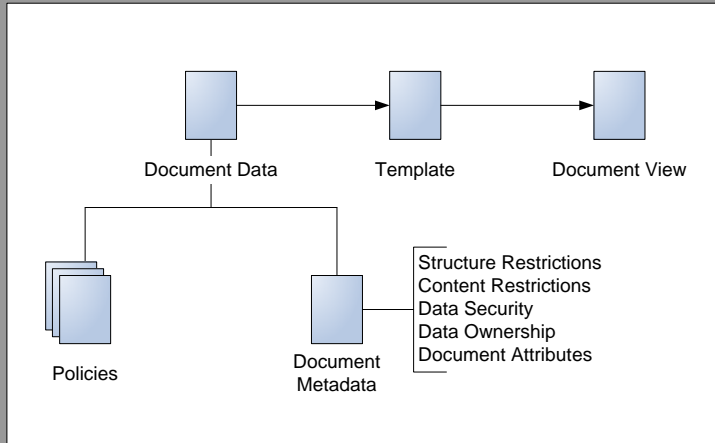 Document Data
Template
Document View
Structure Restrictions
Content Restrictions
Data Security
Data Ownership
Document Attributes
Policies
Document
Metadata